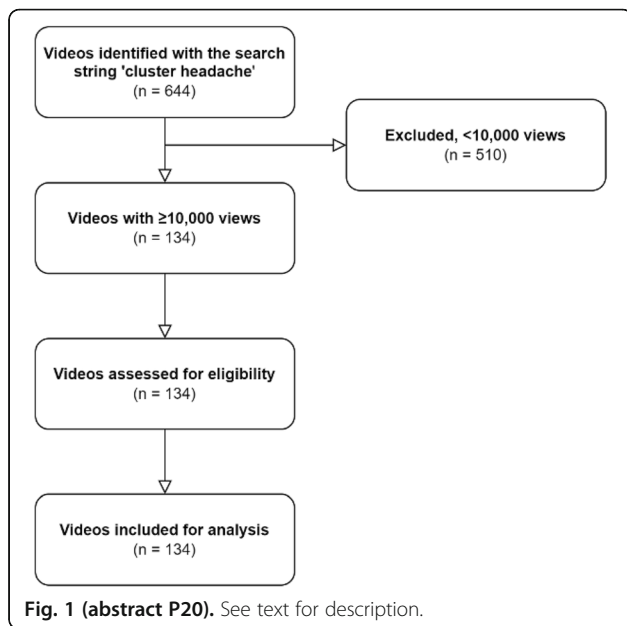 Videos identified with the search
string 'cluster headache'
(n = 644)
Excluded, <10,000 views
(n = 510)
Videos with ≥10,000 views
(n = 134)
Videos assessed for eligibility
(n = 134)
Videos included for analysis
(n = 134)
Fig. 1 (abstract P20). See text for description.